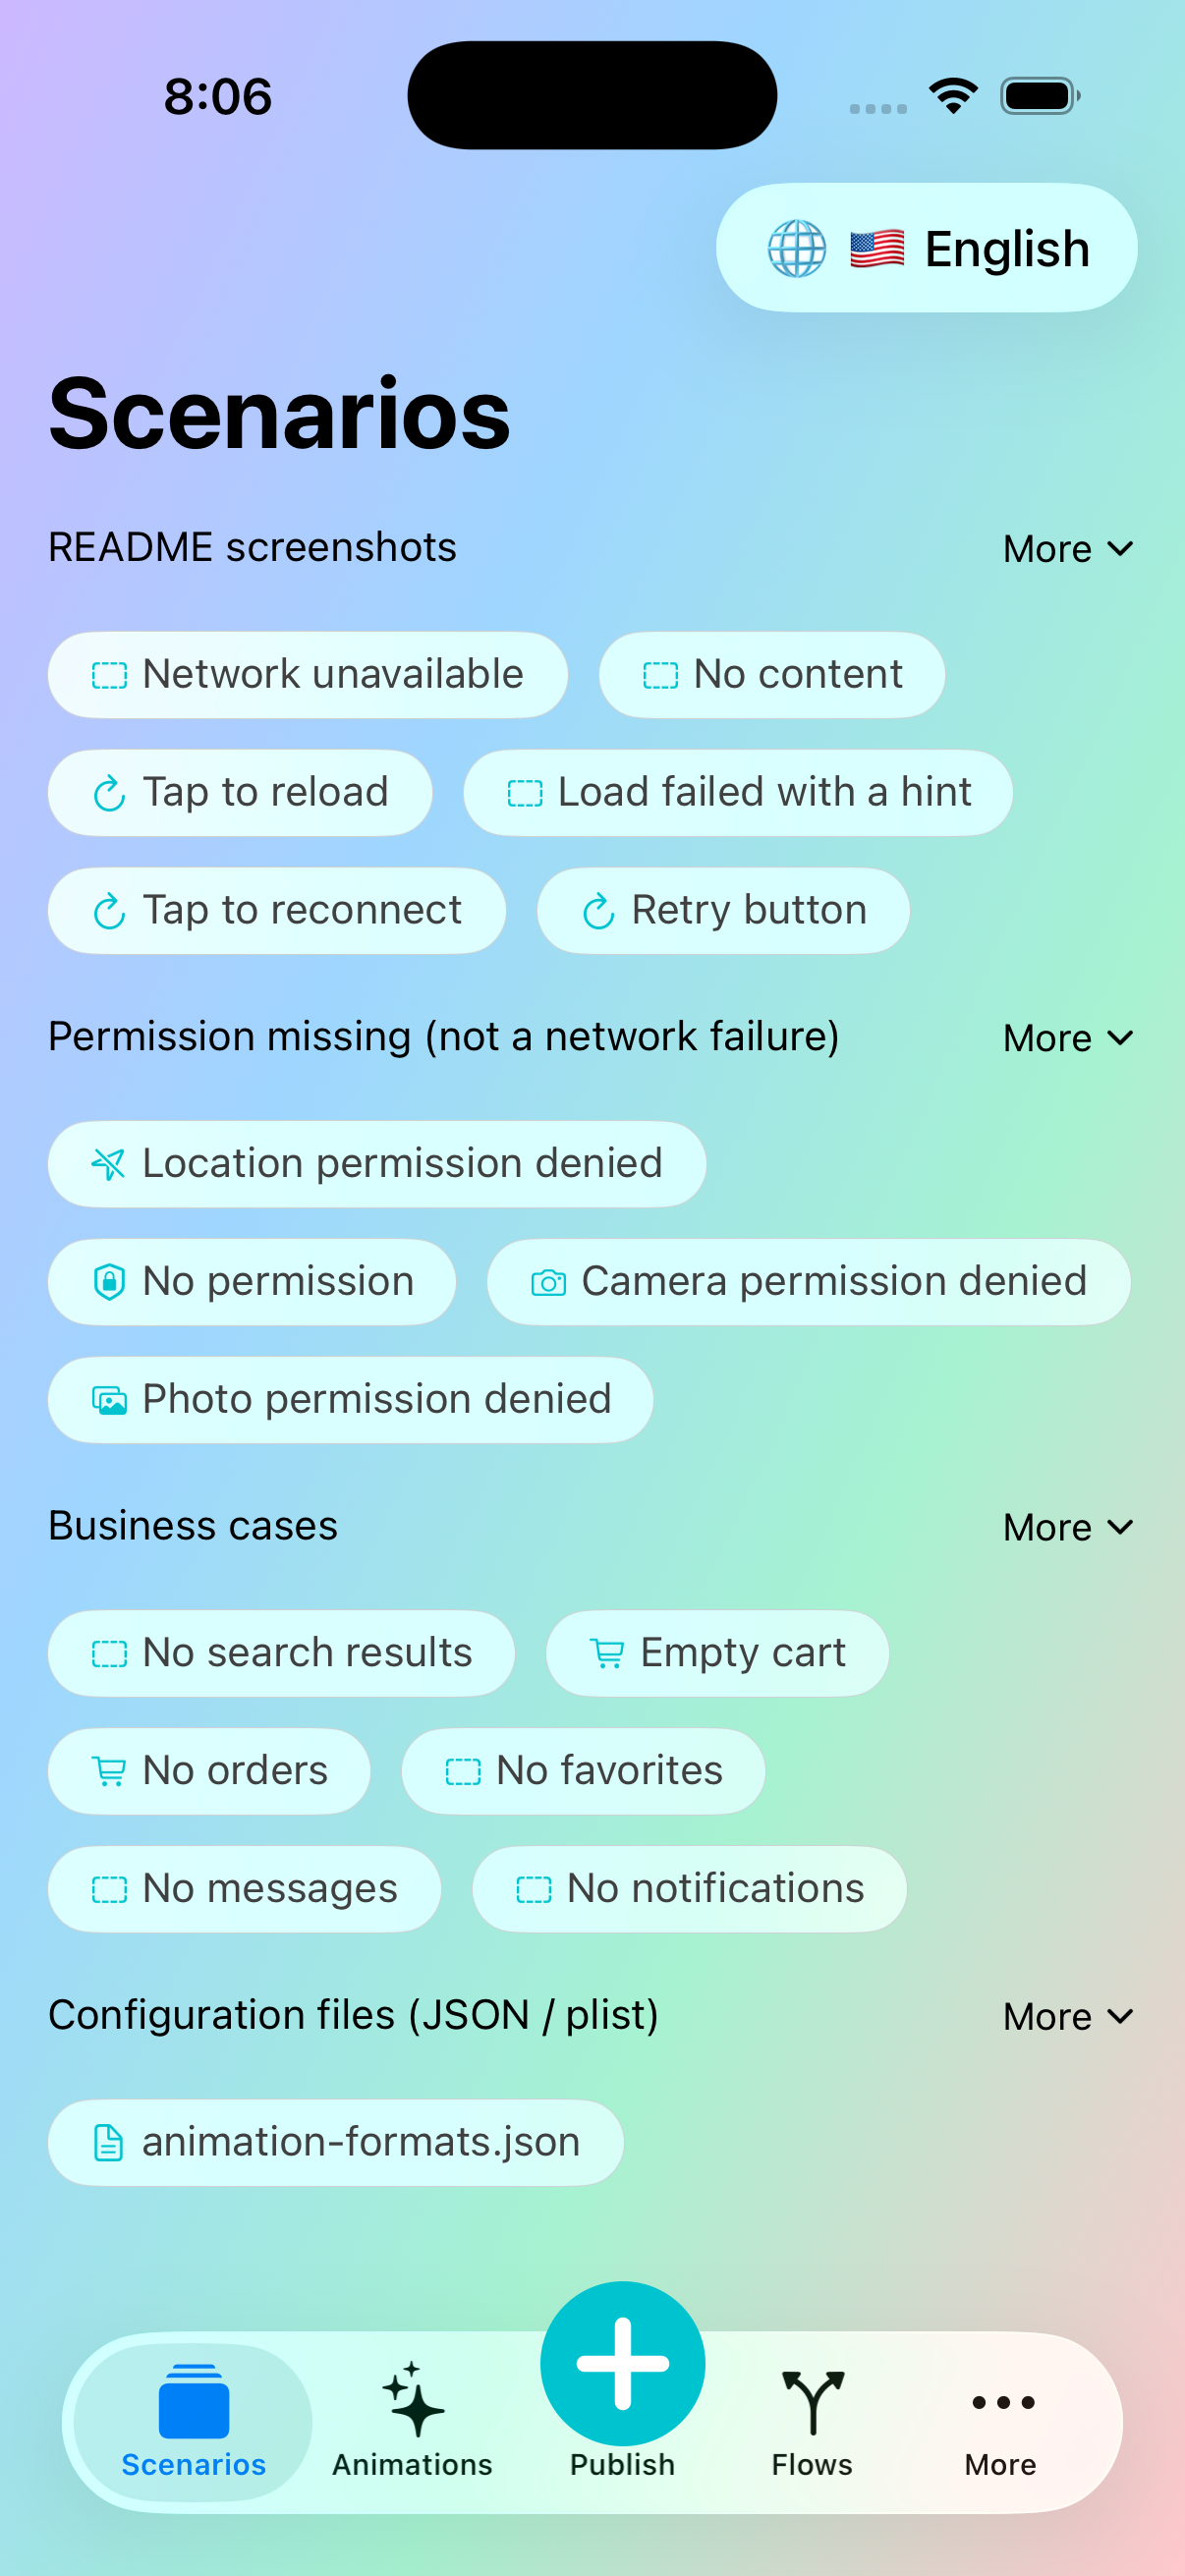 8:06
English
Scenarios
README screenshots More
Network unavailable No content
Tap to reload Load failed with a hint
Tap to reconnect Retry button
Permission missing (not a network failure) More
Location permission denied
No permission Camera permission denied
Photo permission denied
Business cases More
No search results Empty cart
No orders No favorites
No messages No notifications
Configuration files (JSON / plist) More
animation-formats.json
Scenarios Animations Publish Flows More